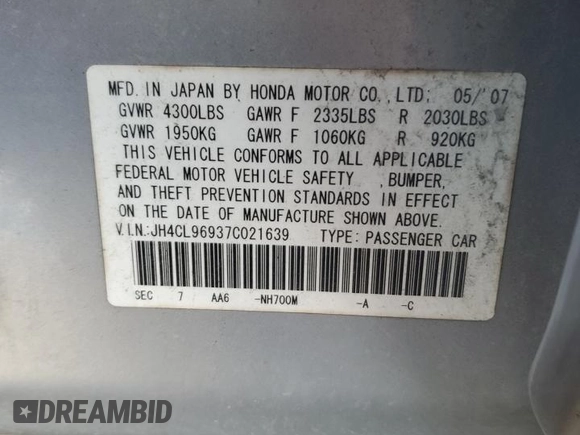 MFD. IN JAPAN BY HONDA MOTOR CO., LTD; 05/'07
GVWR 4300LBS GAWR F 2335LBS R 2030LBS
GVWR 1950KG GAWR F 1060KG R 920KG
THIS VEHICLE CONFORMS TO ALL APPLICABLE
FEDERAL MOTOR VEHICLE SAFETY ,BUMPER,
AND THEFT PREVENTION STANDARDS IN EFFECT
ON THE DATE OF MANUFACTURE SHOWN ABOVE.
V.I.N.:JH4CL96937C021639 TYPE: PASSENGER CAR
SEC 7 AA6 -NH700M -A -C
DREAMBID